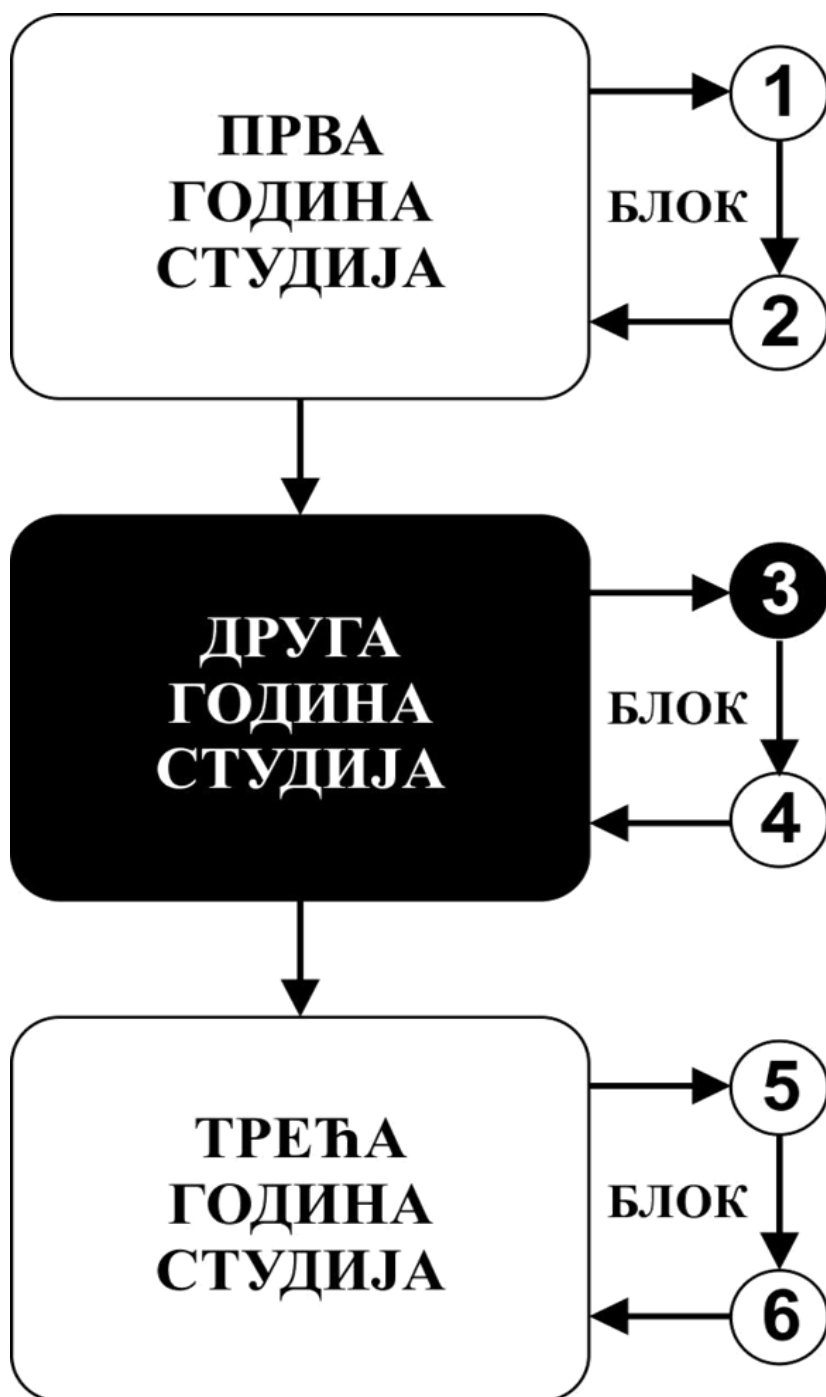 ПРВА
ГОДИНА
СТУДИЈА
1
БЛОК
2
ДРУГА
ГОДИНА
СТУДИЈА
3
БЛОК
4
ТРЕЋА
ГОДИНА
СТУДИЈА
5
БЛОК
6